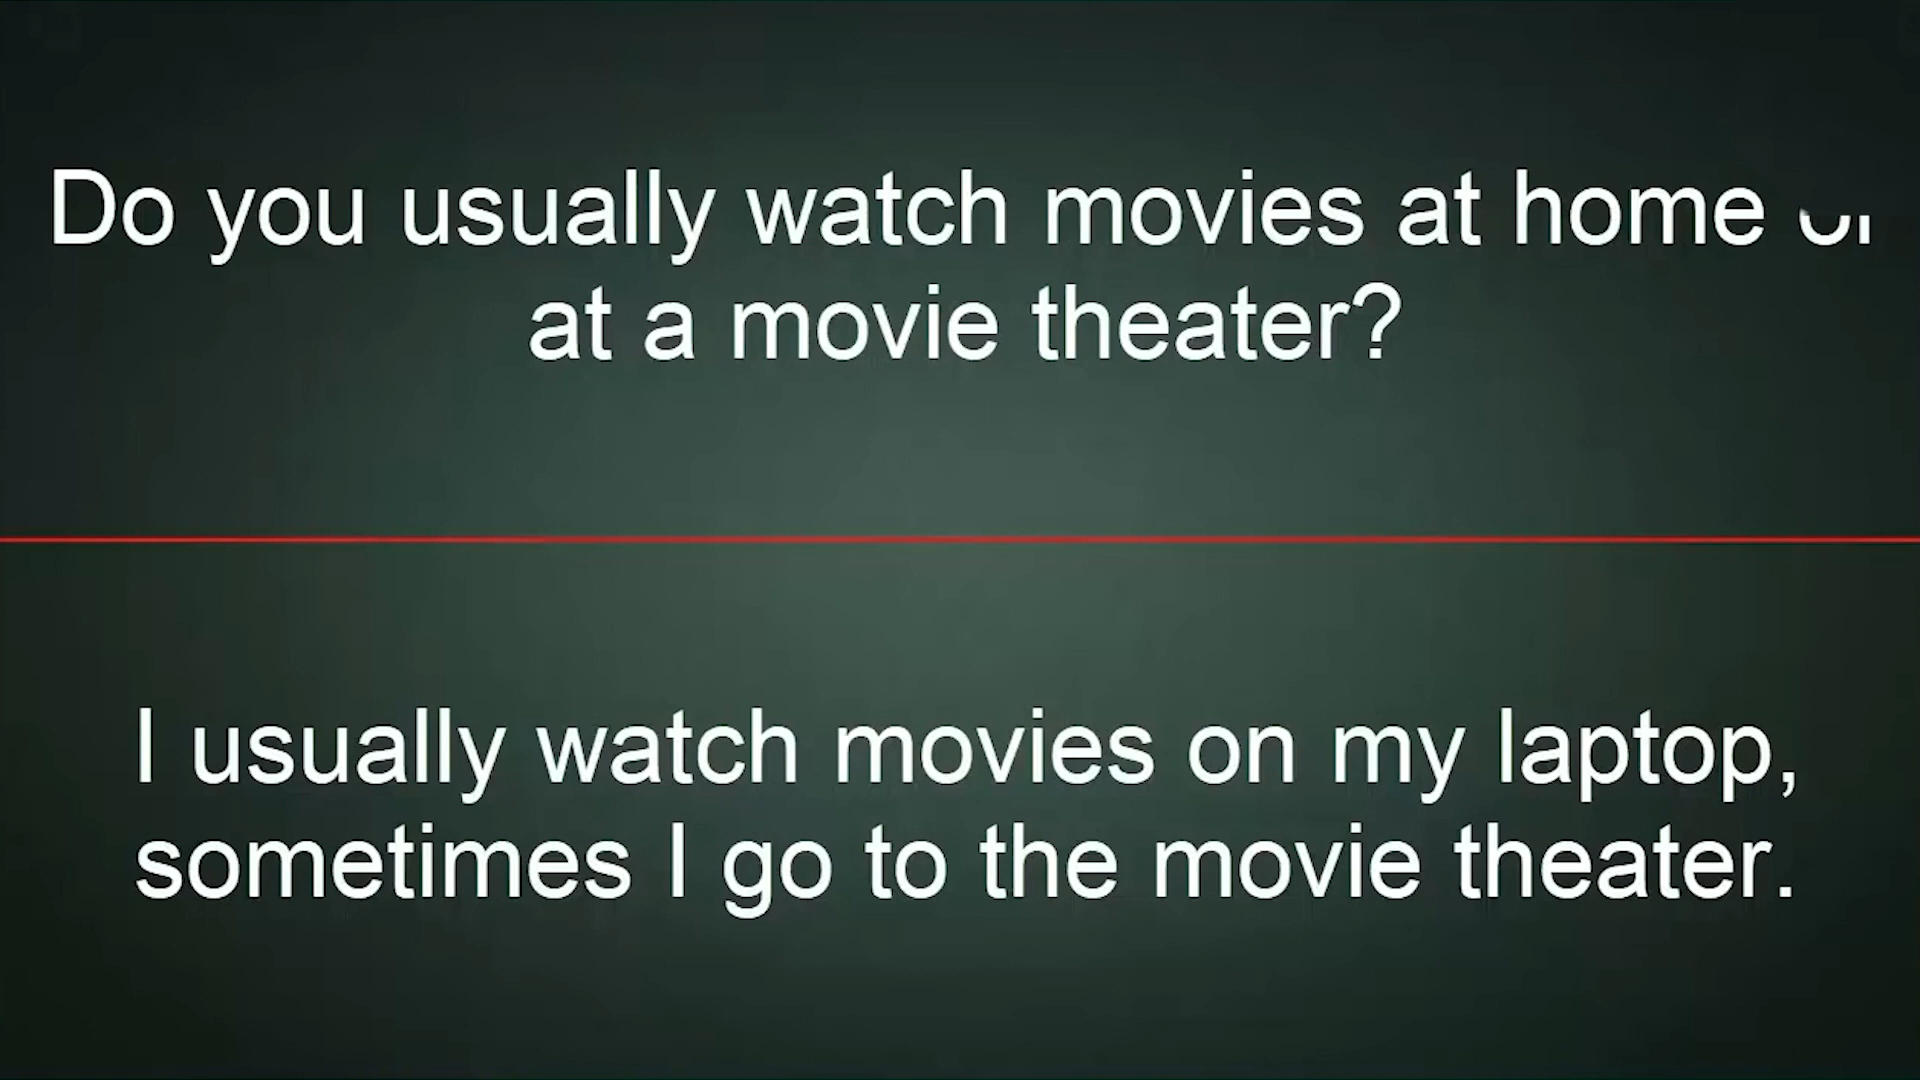 Do you usually watch movies at home or
at a movie theater?
I usually watch movies on my laptop,
sometimes I go to the movie theater.